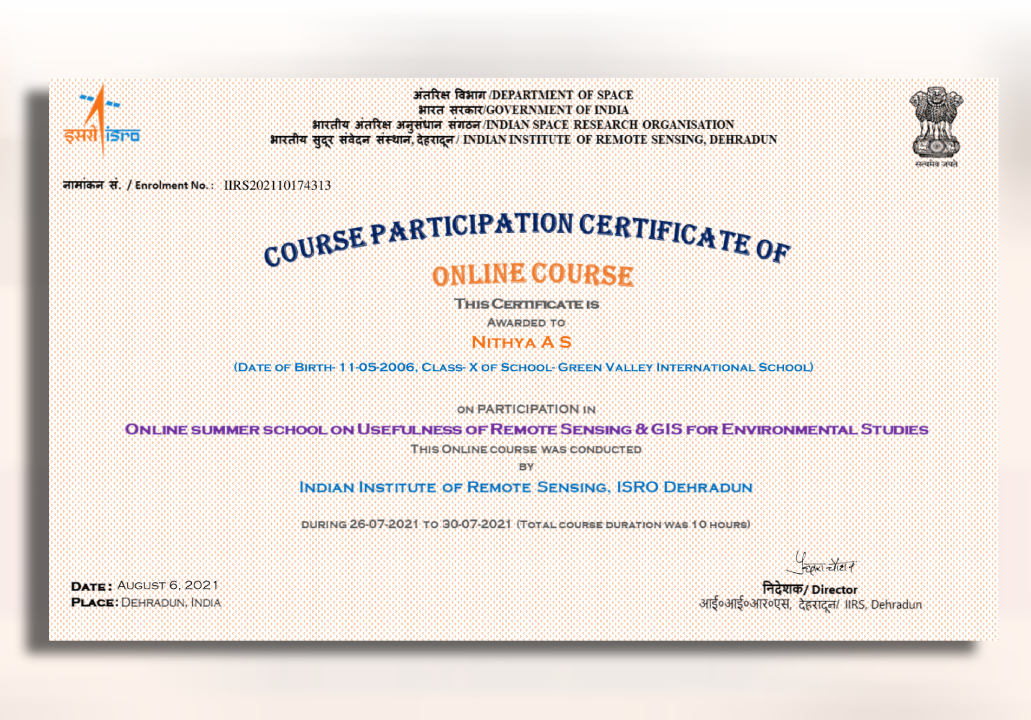 इसरो isro
अंतरिक्ष विभाग /DEPARTMENT OF SPACE
भारत सरकार/GOVERNMENT OF INDIA
भारतीय अंतरिक्ष अनुसंधान संगठन/INDIAN SPACE RESEARCH ORGANISATION
भारतीय सुदूर संवेदन संस्थान, देहरादून / INDIAN INSTITUTE OF REMOTE SENSING, DEHRADUN
सत्यमेव जयते
नामांकन सं. / Enrolment No. : IIRS202110174313
COURSE PARTICIPATION CERTIFICATE OF
ONLINE COURSE
THIS CERTIFICATE IS
AWARDED TO
NITHYA A S
(DATE OF BIRTH- 11-05-2006, CLASS- X OF SCHOOL- GREEN VALLEY INTERNATIONAL SCHOOL)
ON PARTICIPATION IN
ONLINE SUMMER SCHOOL ON USEFULNESS OF REMOTE SENSING & GIS FOR ENVIRONMENTAL STUDIES
THIS ONLINE COURSE WAS CONDUCTED
BY
INDIAN INSTITUTE OF REMOTE SENSING, ISRO DEHRADUN
DURING 26-07-2021 TO 30-07-2021 (TOTAL COURSE DURATION WAS 10 HOURS)
DATE : AUGUST 6, 2021
PLACE: DEHRADUN, INDIA
निदेशक/ Director
आई०आई०आर०एस, देहरादून/ IIRS, Dehradun